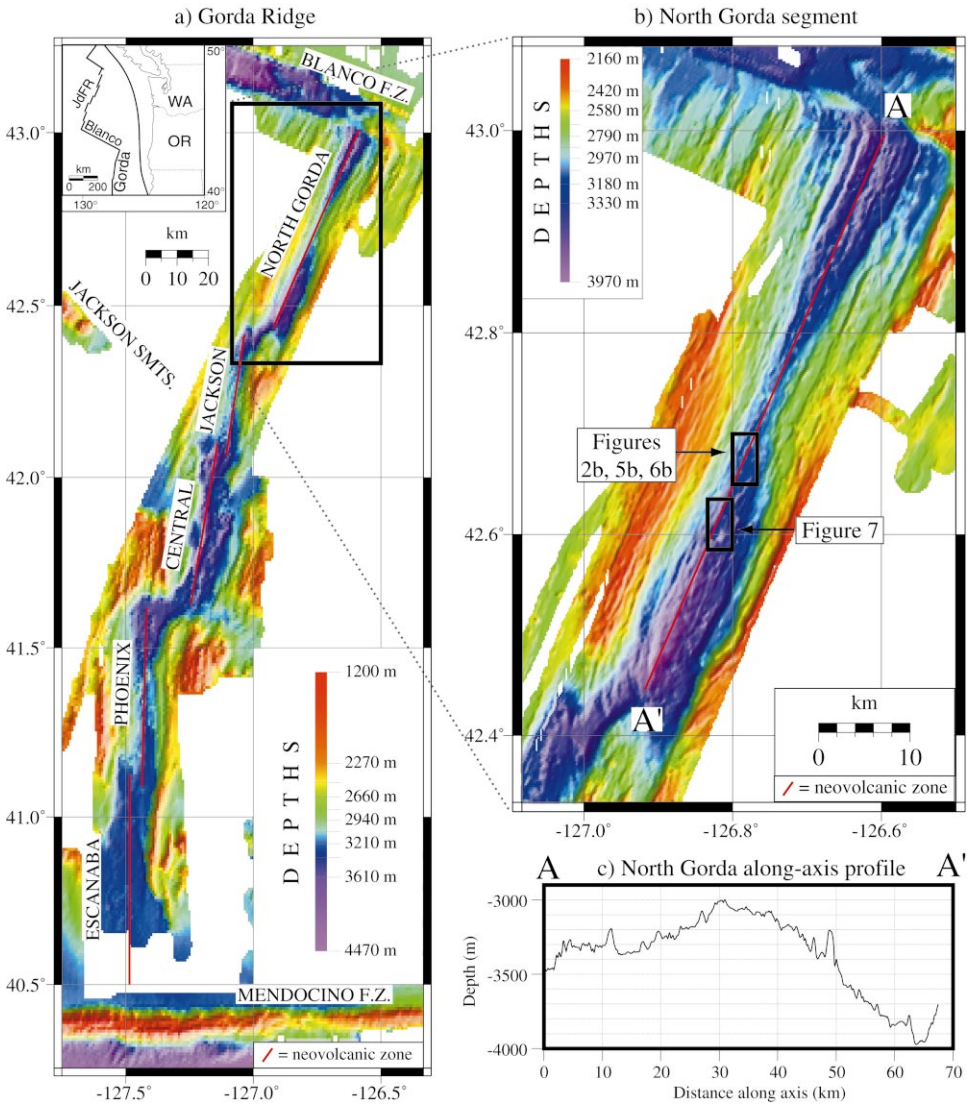 a) Gorda Ridge
b) North Gorda segment
BLANCO F.Z.
50°
JdFR
WA
Blanco
OR
Gorda
km
0 200
40°
130°
120°
43.0°
NORTH GORDA
km
0 10 20
42.5°
JACKSON SMTS.
JACKSON
42.0°
CENTRAL
41.5°
PHOENIX
41.0°
ESCANABA
40.5°
DEPTHS
1200 m
2270 m
2660 m
2940 m
3210 m
3610 m
4470 m
MENDOCINO F.Z.
/ = neovolcanic zone
-127.5°
-127.0°
-126.5°
DEPTHS
2160 m
2420 m
2580 m
2790 m
2970 m
3180 m
3330 m
3970 m
A
43.0°
42.8°
Figures
2b, 5b, 6b
42.6°
Figure 7
A'
42.4°
km
0 10
/ = neovolcanic zone
-127.0°
-126.8°
-126.6°
A
c) North Gorda along-axis profile
A'
Depth (m)
-3000
-3500
-4000
0 10 20 30 40 50 60 70
Distance along axis (km)